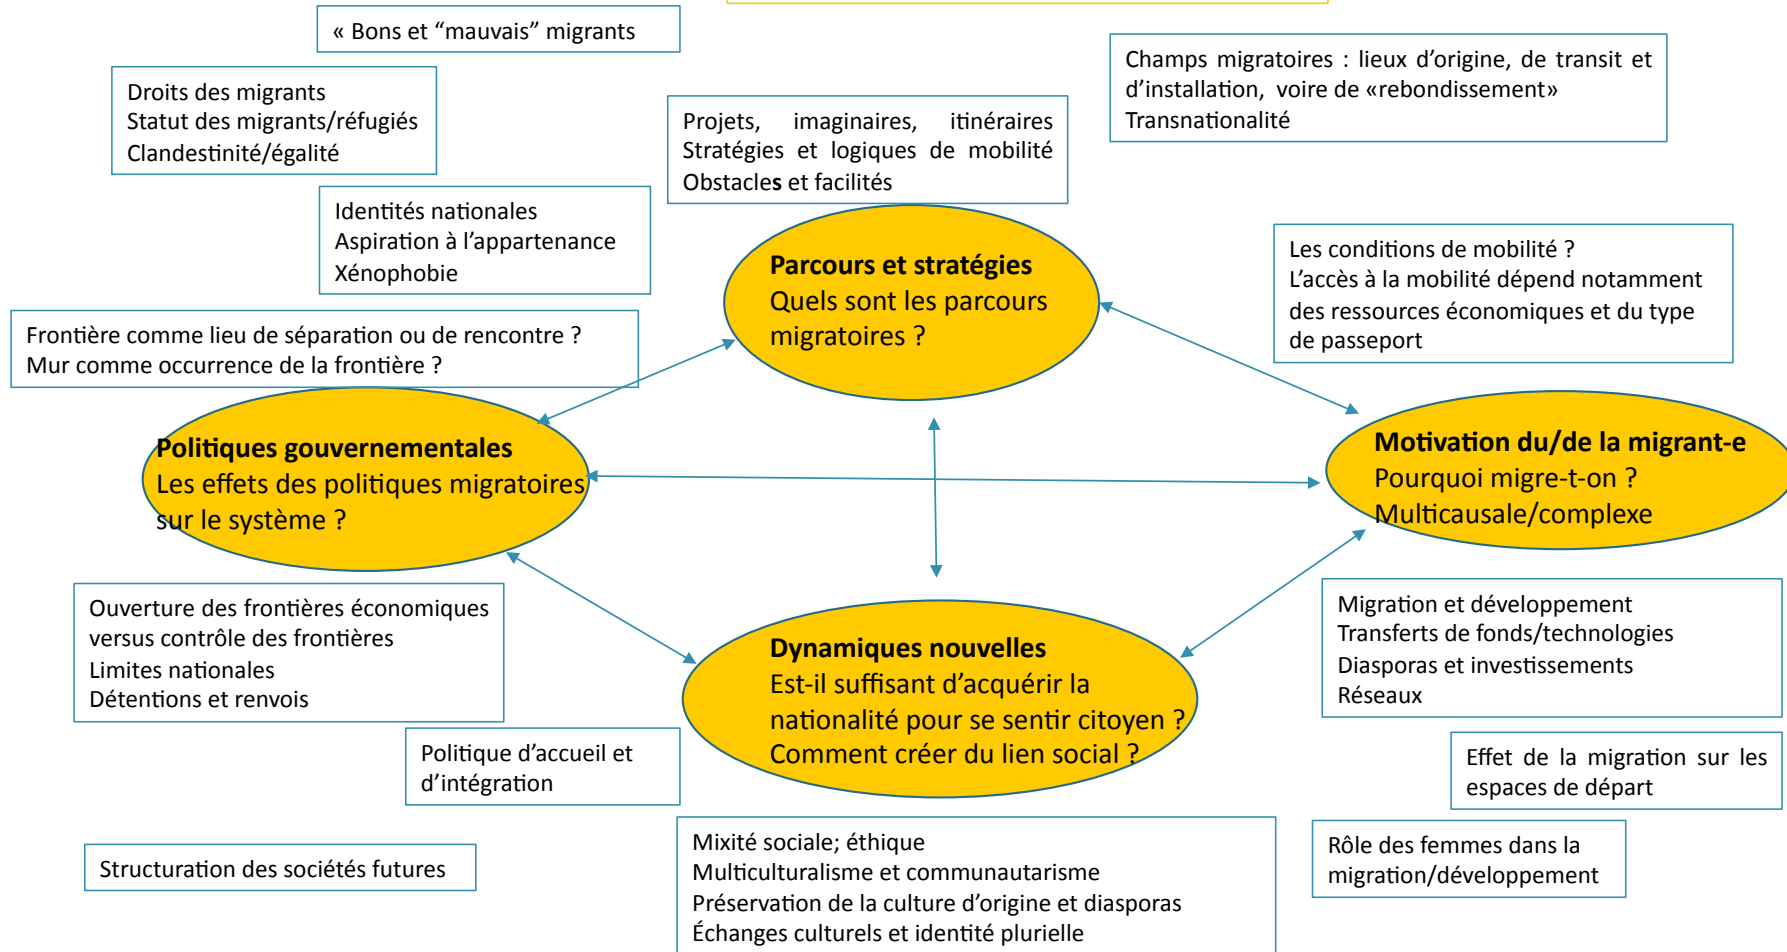 « Bons et “mauvais” migrants
Champs migratoires : lieux d’origine, de transit et
d’installation,  voire de «rebondissement»
Transnationalité
Droits des migrants
Statut des migrants/réfugiés
Clandestinité/égalité
Projets, imaginaires, itinéraires
Stratégies et logiques de mobilité
Obstacles et facilités
Identités nationales
Aspiration à l’appartenance
Xénophobie
Les conditions de mobilité ?
L’accès à la mobilité dépend notamment
des ressources économiques et du type
de passeport
Parcours et stratégies
Quels sont les parcours
migratoires ?
Frontière comme lieu de séparation ou de rencontre ?
Mur comme occurrence de la frontière ?
Politiques gouvernementales
Les effets des politiques migratoires
sur le système ?
Motivation du/de la migrant-e
Pourquoi migre-t-on ?
Multicausale/complexe
Ouverture des frontières économiques
versus contrôle des frontières
Limites nationales
Détentions et renvois
Dynamiques nouvelles
Est-il suffisant d’acquérir la
nationalité pour se sentir citoyen ?
Comment créer du lien social ?
Migration et développement
Transferts de fonds/technologies
Diasporas et investissements
Réseaux
Politique d’accueil et
d’intégration
Effet de la migration sur les
espaces de départ
Structuration des sociétés futures
Mixité sociale; éthique
Multiculturalisme et communautarisme
Préservation de la culture d’origine et diasporas
Échanges culturels et identité plurielle
Rôle des femmes dans la
migration/développement